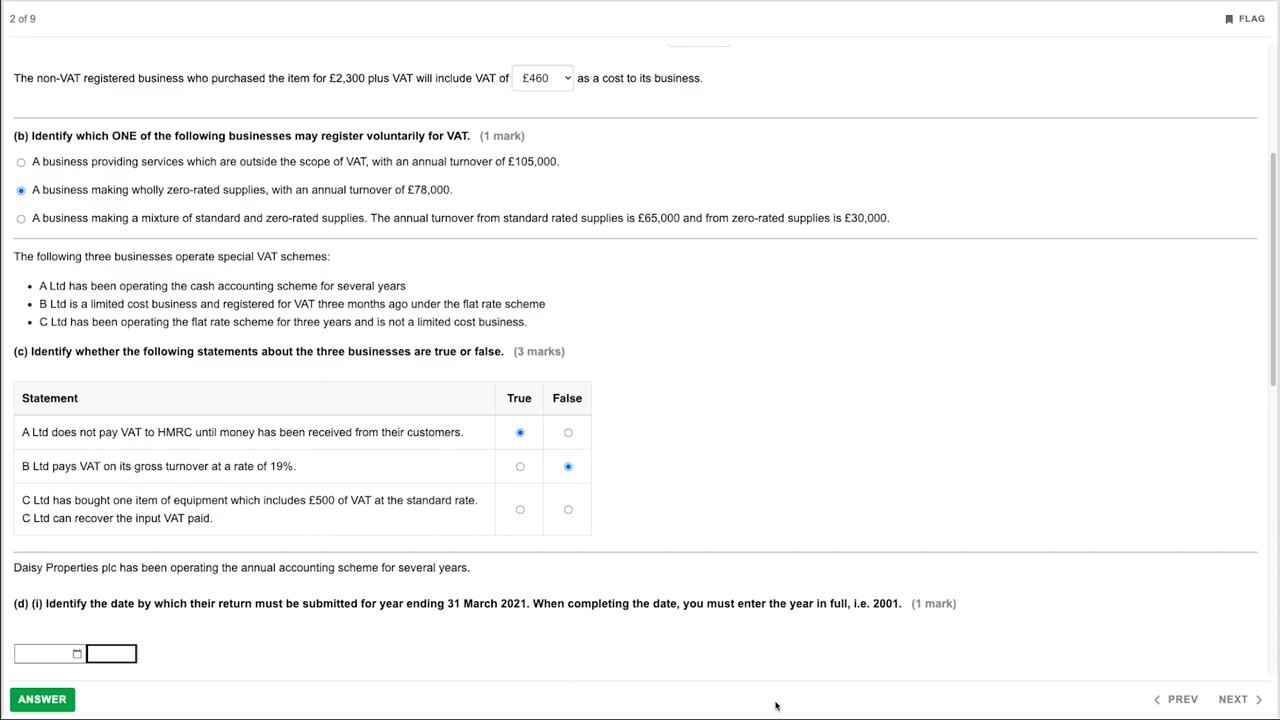 2 of 9
FLAG
The non-VAT registered business who purchased the item for £2,300 plus VAT will include VAT of £460 as a cost to its business.
(b) Identify which ONE of the following businesses may register voluntarily for VAT. (1 mark)
A business providing services which are outside the scope of VAT, with an annual turnover of £105,000.
A business making wholly zero-rated supplies, with an annual turnover of £78,000.
A business making a mixture of standard and zero-rated supplies. The annual turnover from standard rated supplies is £65,000 and from zero-rated supplies is £30,000.
The following three businesses operate special VAT schemes:
• A Ltd has been operating the cash accounting scheme for several years
• B Ltd is a limited cost business and registered for VAT three months ago under the flat rate scheme
• C Ltd has been operating the flat rate scheme for three years and is not a limited cost business.
(c) Identify whether the following statements about the three businesses are true or false. (3 marks)
Statement True False
A Ltd does not pay VAT to HMRC until money has been received from their customers.
B Ltd pays VAT on its gross turnover at a rate of 19%.
C Ltd has bought one item of equipment which includes £500 of VAT at the standard rate.
C Ltd can recover the input VAT paid.
Daisy Properties plc has been operating the annual accounting scheme for several years.
(d) (i) Identify the date by which their return must be submitted for year ending 31 March 2021. When completing the date, you must enter the year in full, i.e. 2001. (1 mark)
ANSWER
PREV
NEXT